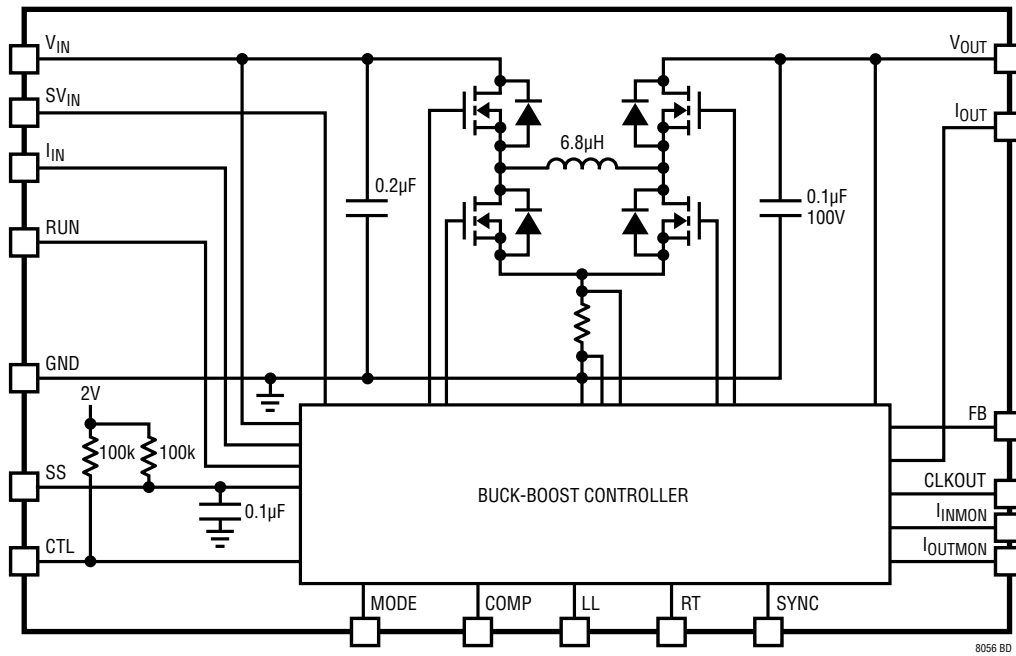 VIN
SVIN
IIN
RUN
GND
2V
100k
100k
SS
0.1µF
CTL
0.2µF
6.8µH
0.1µF
100V
VOUT
IOUT
FB
CLKOUT
IINMON
IOUTMON
BUCK-BOOST CONTROLLER
MODE
COMP
LL
RT
SYNC
8056 BD